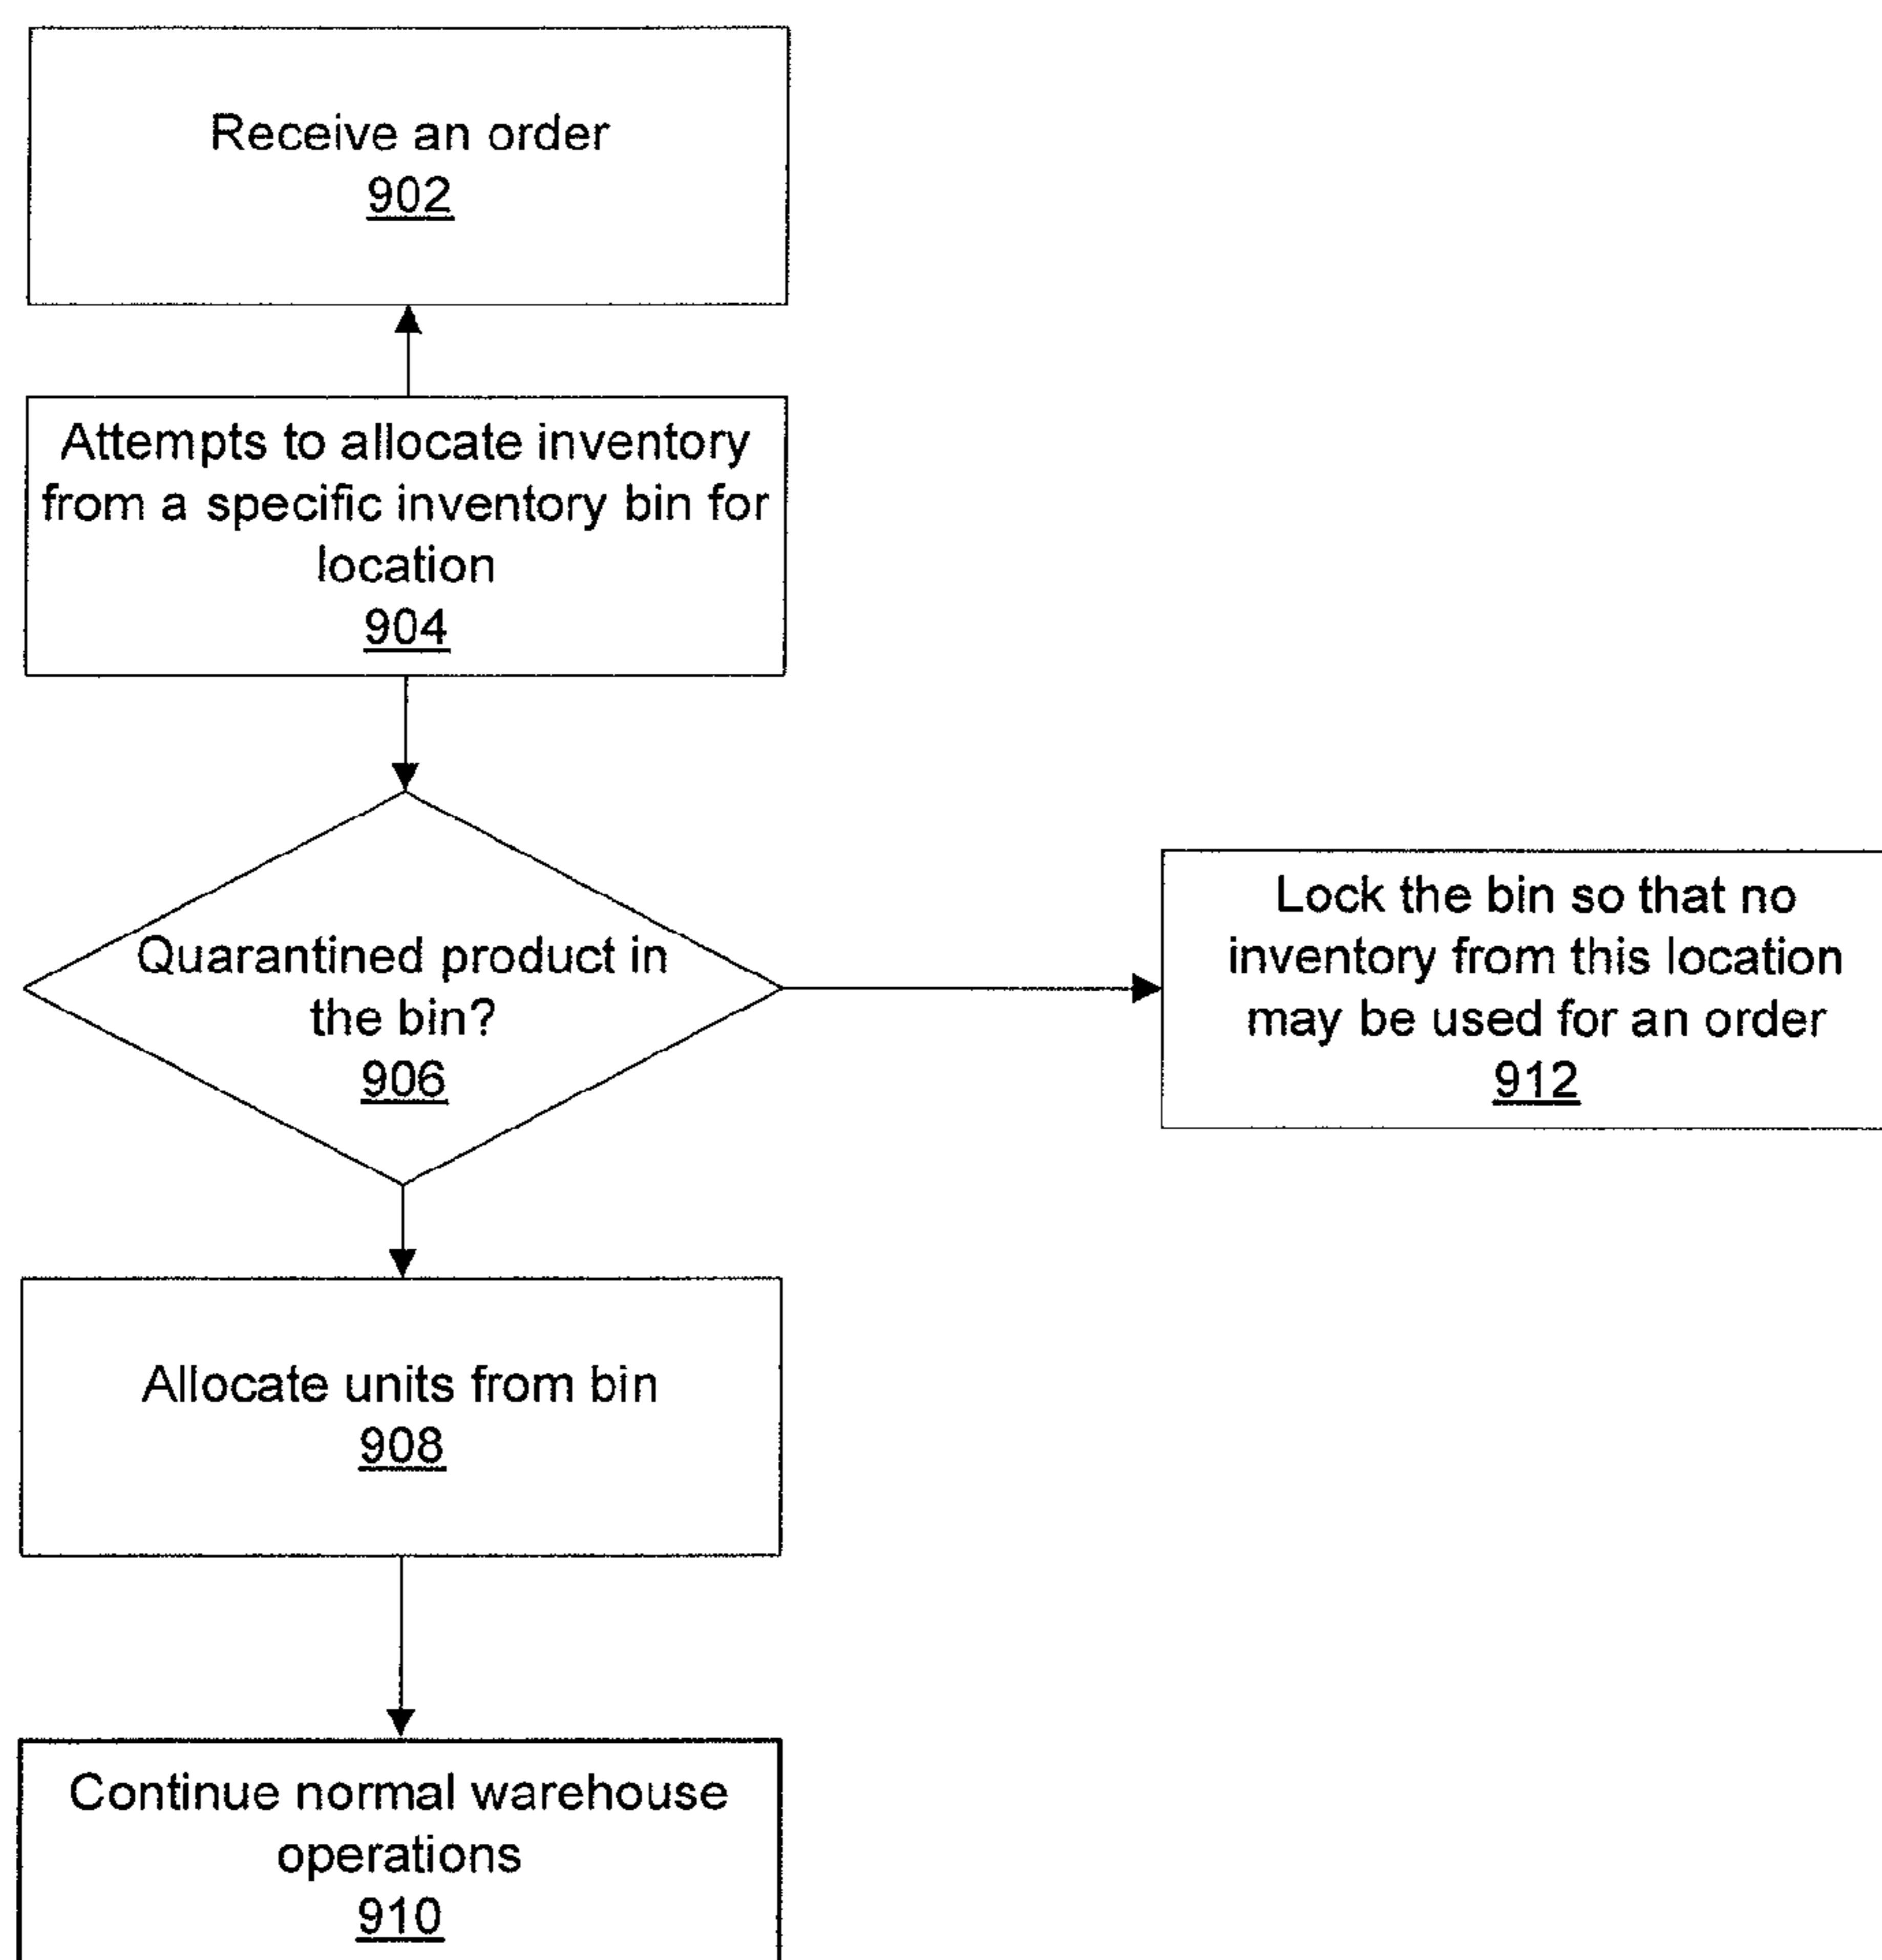 Receive an order
902
Attempts to allocate inventory
from a specific inventory bin for
location
904
Quarantined product in
the bin?
906
Lock the bin so that no
inventory from this location
may be used for an order
912
Allocate units from bin
908
Continue normal warehouse
operations
910